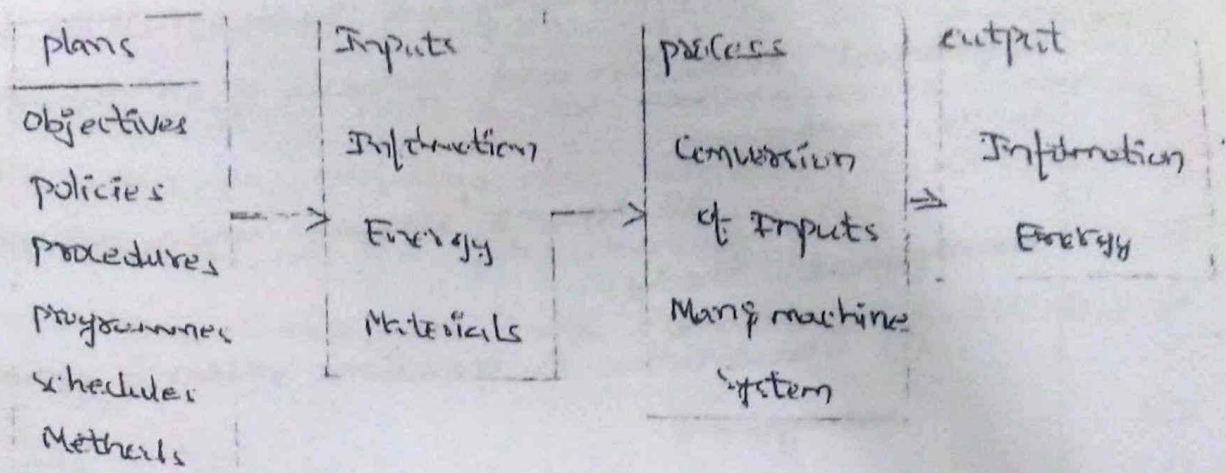 plans
objectives
policies
procedures
programmes
schedules
Methods
Inputs
Information
Energy
Materials
process
Conversion
of Inputs
Man & machine
System
output
Information
Energy